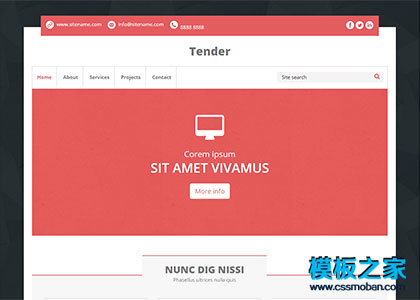 www.sitename.com info@sitename.com 8888 8888
Tender
Home About Services Projects Contact Site search
Corem ipsum
SIT AMET VIVAMUS
More info
NUNC DIG NISSI
Phasellus ultrices nulla quis
模板之家
www.cssmoban.com